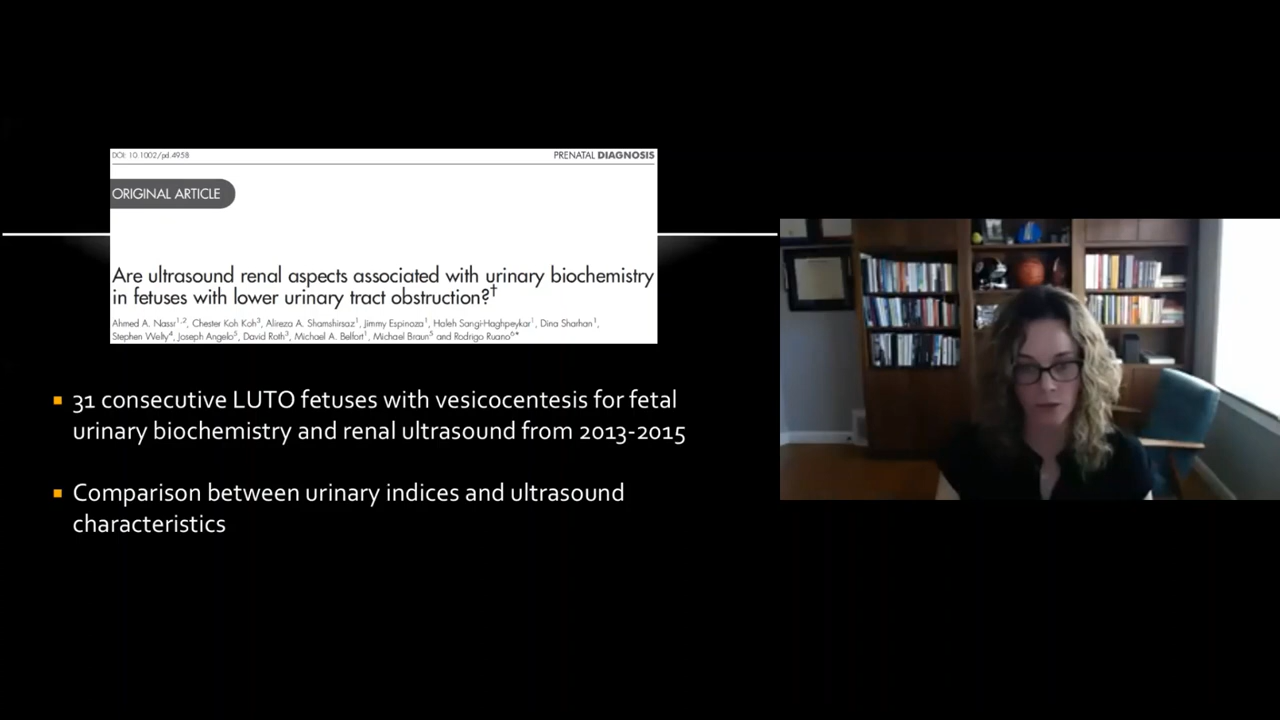 DOI: 10.1002/pd.4958
PRENATAL DIAGNOSIS
ORIGINAL ARTICLE
Are ultrasound renal aspects associated with urinary biochemistry
in fetuses with lower urinary tract obstruction?†
Ahmed A. Nassr1,2, Chester Koh Koh3, Alireza A. Shamshirsaz1, Jimmy Espinoza1, Haleh Sangi-Haghpeykar1, Dina Sharhan1,
Stephen Welty4, Joseph Angelo5, David Roth3, Michael A. Belfort1, Michael Braun5 and Rodrigo Ruano6*
31 consecutive LUTO fetuses with vesicocentesis for fetal
urinary biochemistry and renal ultrasound from 2013-2015
Comparison between urinary indices and ultrasound
characteristics